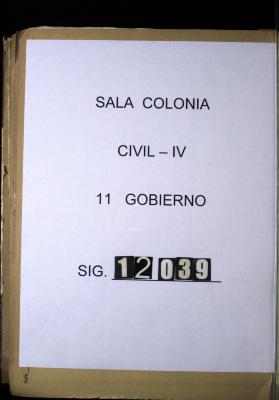 SALA COLONIA
CIVIL – IV
11 GOBIERNO
SIG. 12039